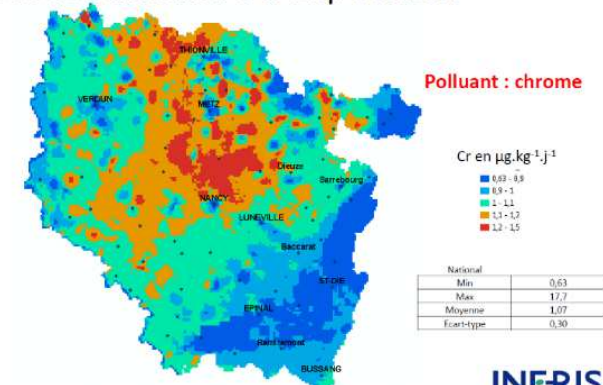 THIONVILLE
VERDUN
METZ
Dieuze
Sarrebourg
NANCY
LUNEVILLE
Baccarat
ST-DIE
EPINAL
Remiremont
BUSSANG
Polluant : chrome
Cr en µg.kg⁻¹.j⁻¹
0,63 - 0,9
0,9 - 1
1 - 1,1
1,1 - 1,2
1,2 - 1,5
National
Min 0,63
Max 17,7
Moyenne 1,07
Ecart-type 0,30
INERIS